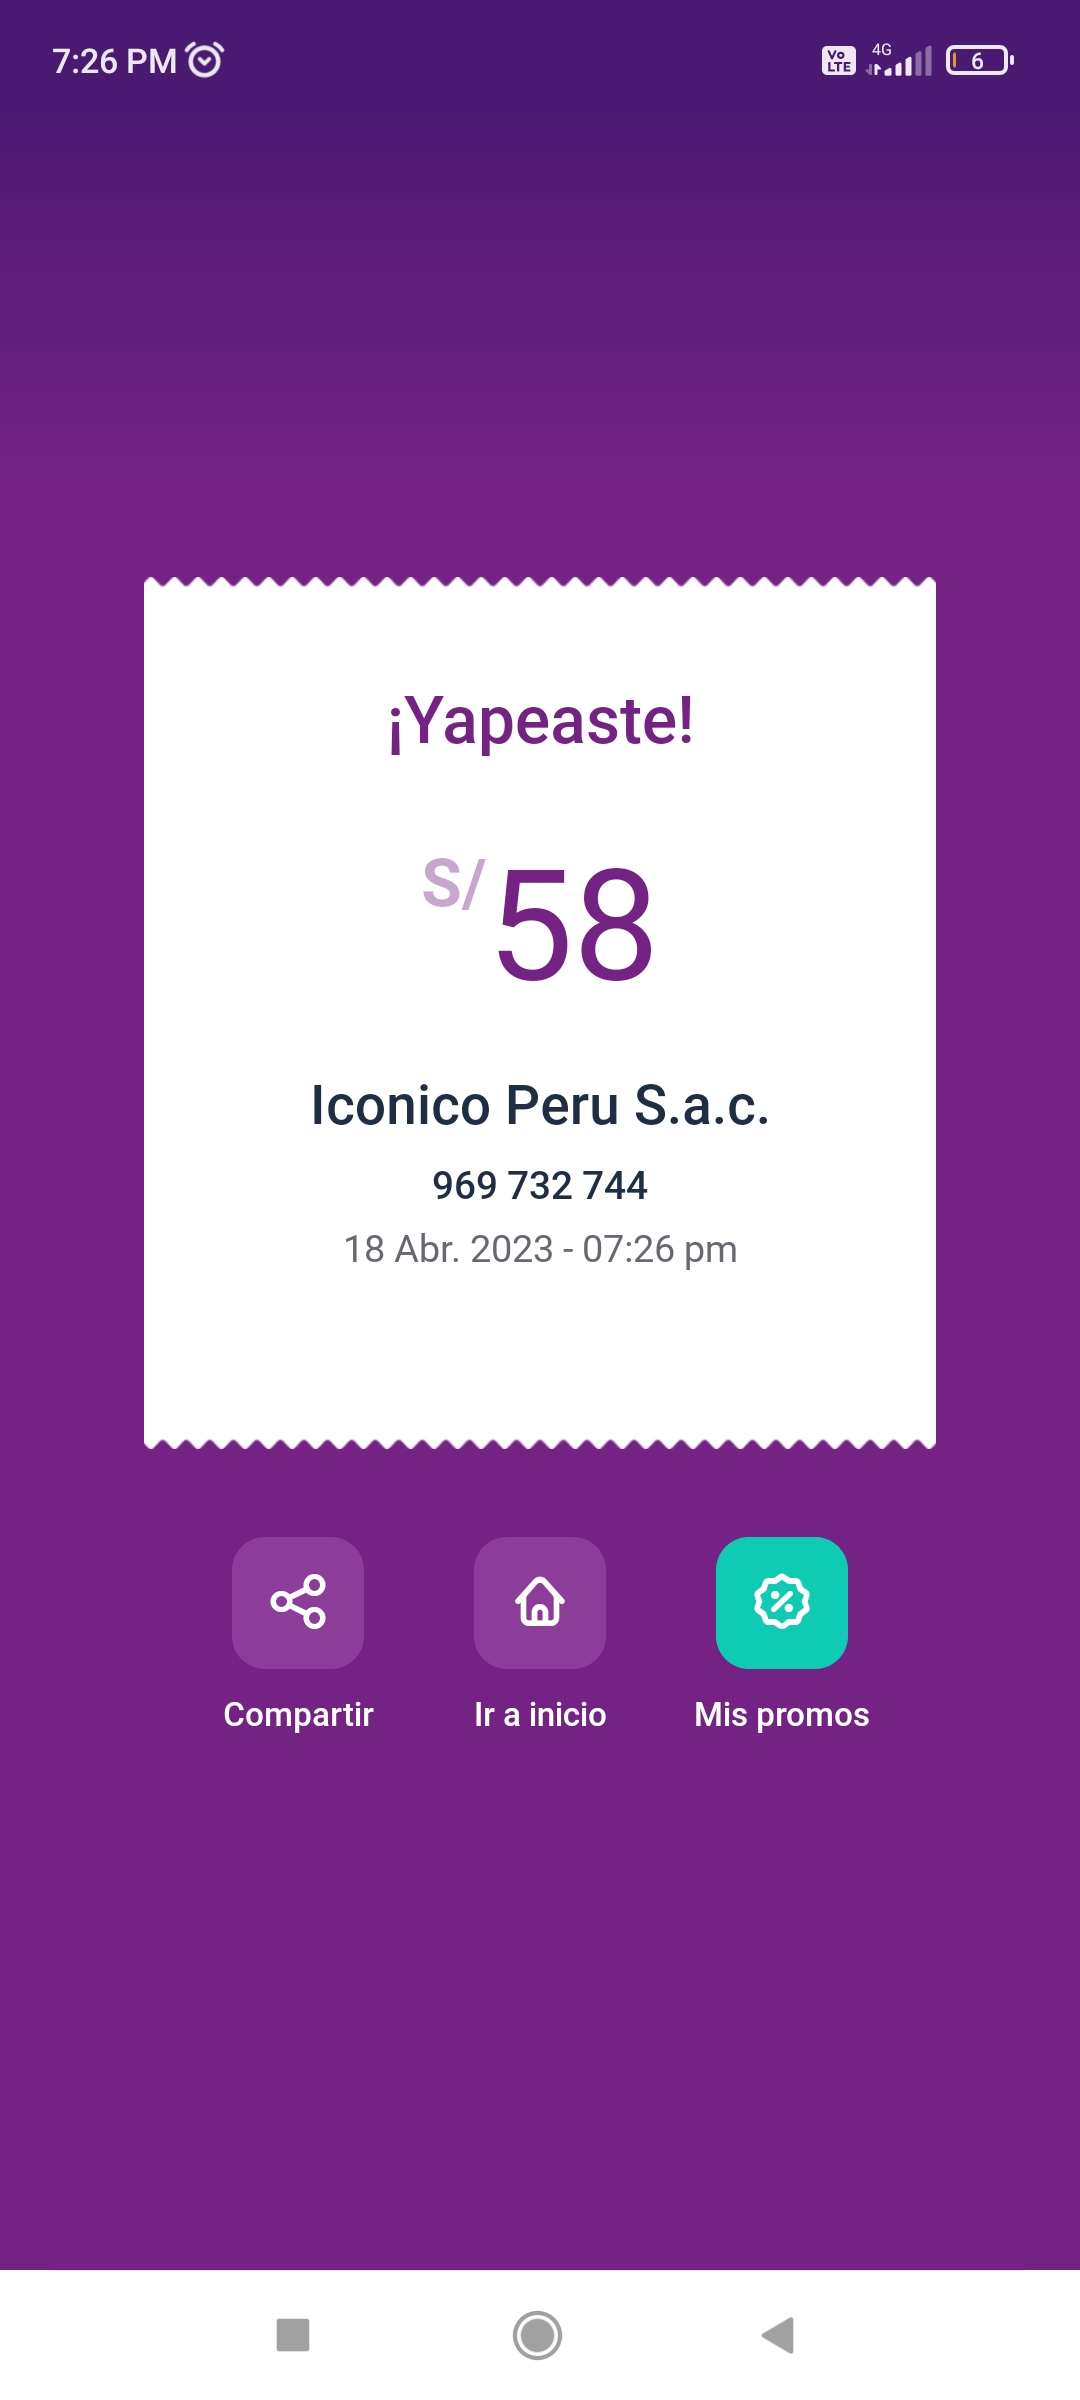 7:26 PM
Vo LTE 4G 6
¡Yapeaste!
S/58
Iconico Peru S.a.c.
969 732 744
18 Abr. 2023 - 07:26 pm
Compartir Ir a inicio Mis promos